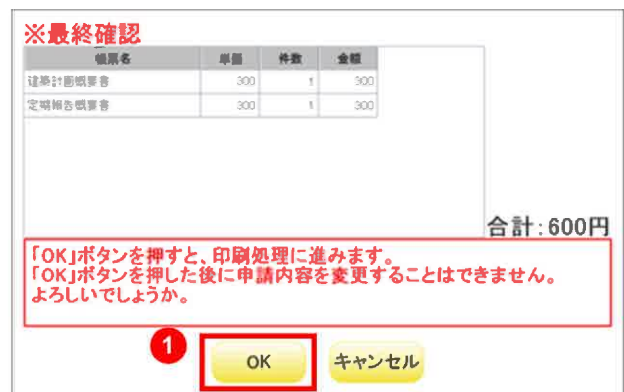 ※最終確認
帳票名 単価 件数 金額
建築計画概要書 300 1 300
定期報告概要書 300 1 300
合計:600円
「OK」ボタンを押すと、印刷処理に進みます。
「OK」ボタンを押した後に申請内容を変更することはできません。
よろしいでしょうか。
1
OK キャンセル